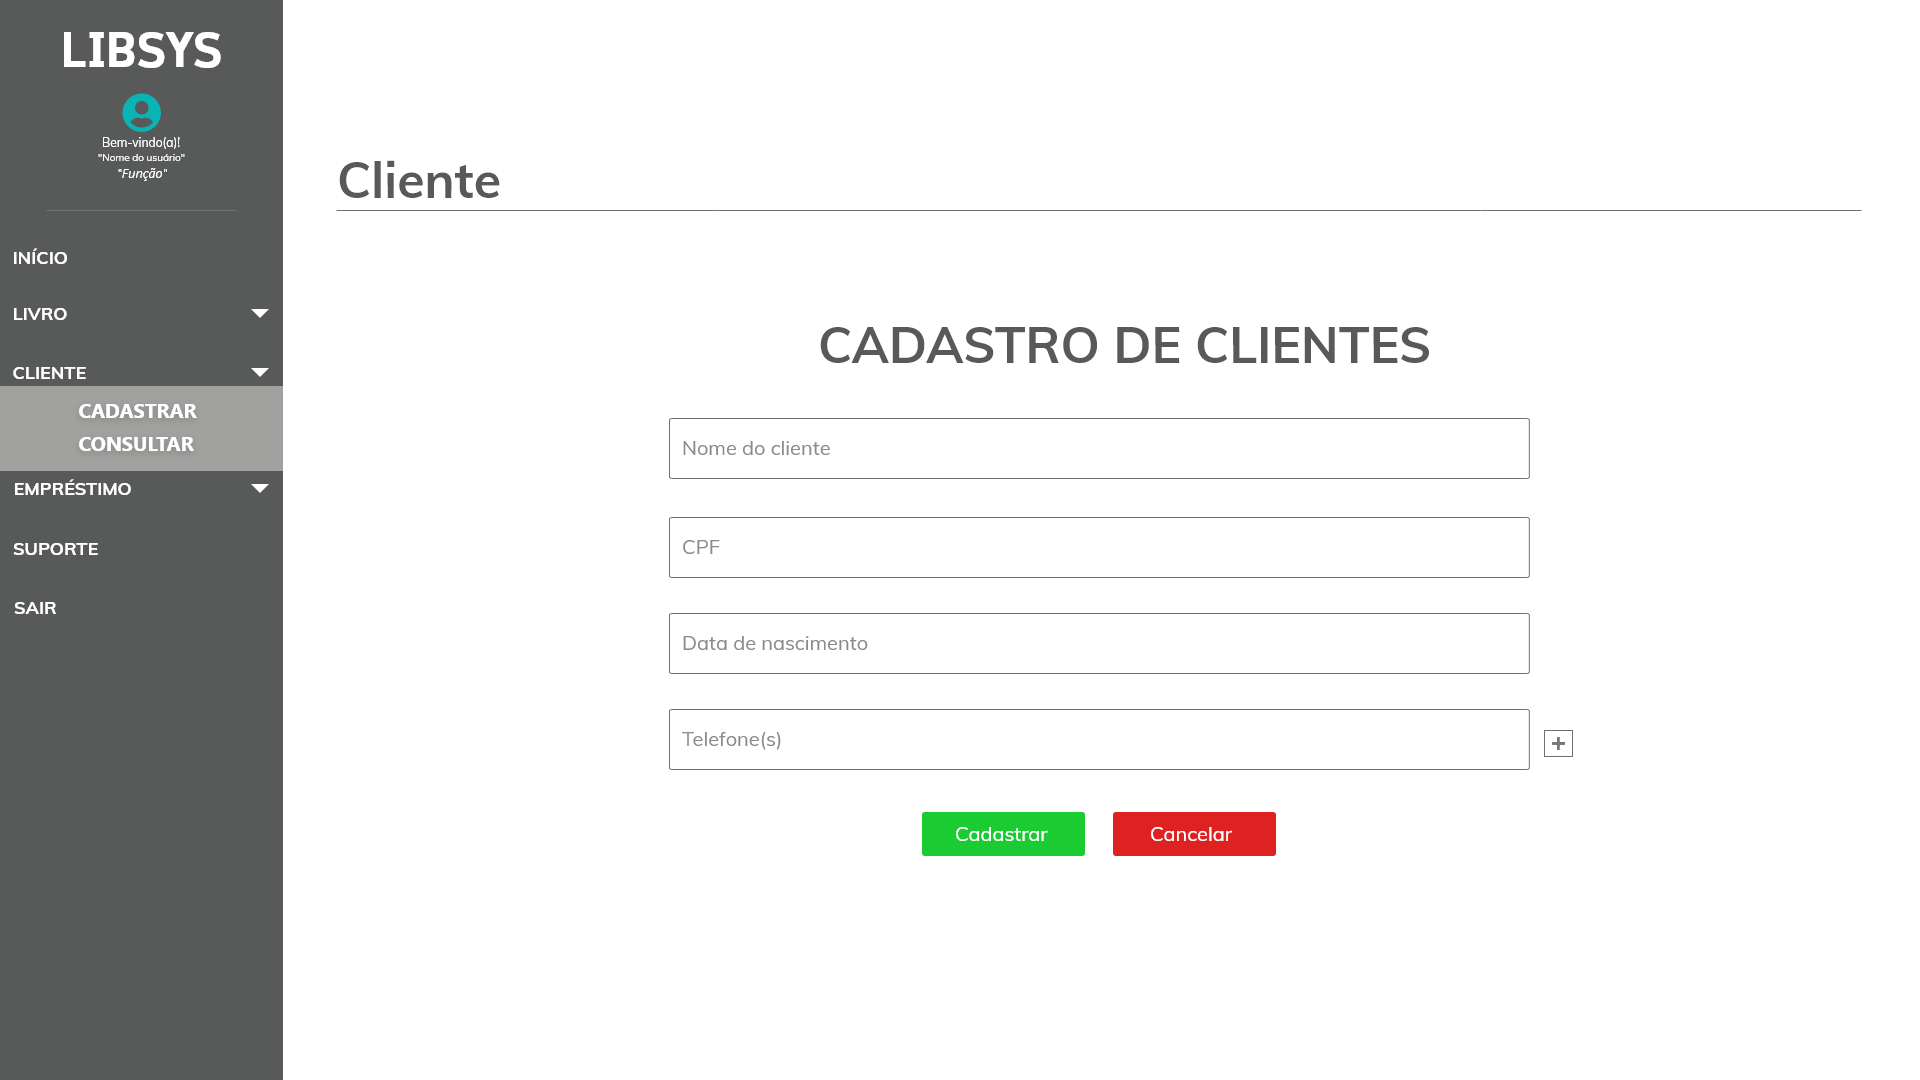 LIBSYS
Bem-vindo(a)!
"Nome do usuário"
"Função"
INÍCIO
LIVRO
CLIENTE
CADASTRAR
CONSULTAR
EMPRÉSTIMO
SUPORTE
SAIR
Cliente
CADASTRO DE CLIENTES
Nome do cliente
CPF
Data de nascimento
Telefone(s)
+
Cadastrar
Cancelar